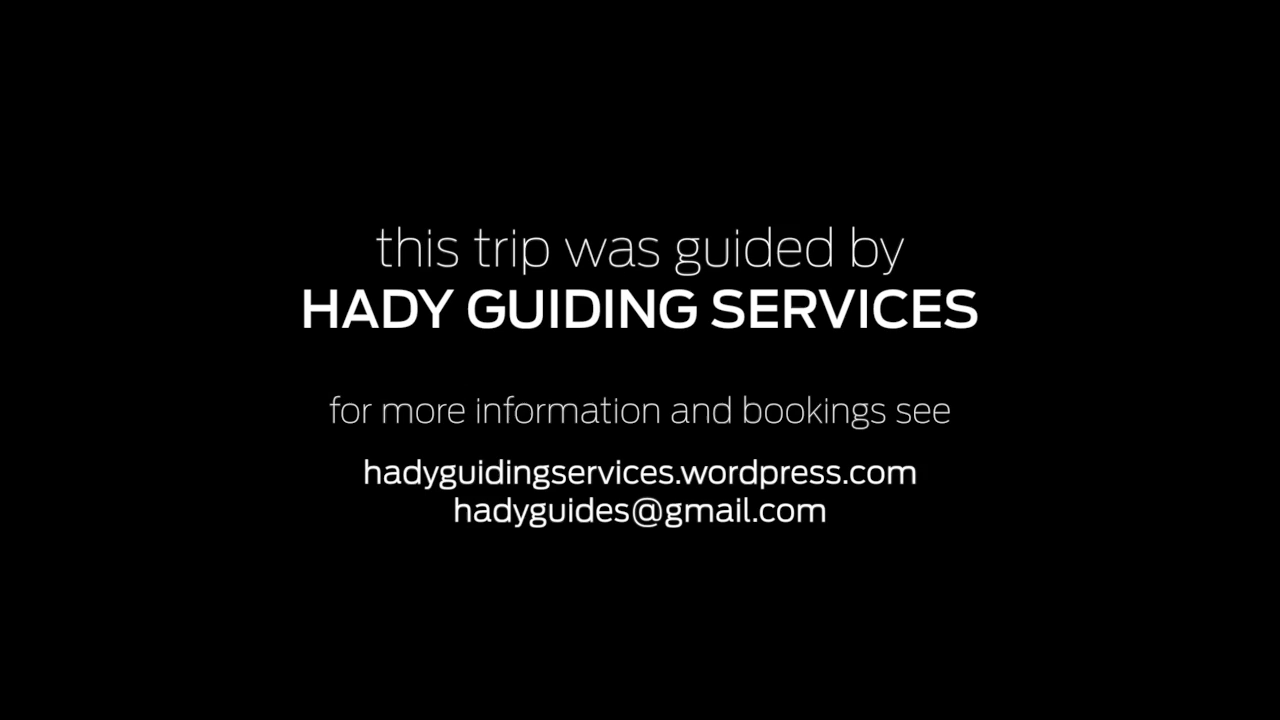 this trip was guided by
HADY GUIDING SERVICES
for more information and bookings see
hadyguidingservices.wordpress.com
hadyguides@gmail.com